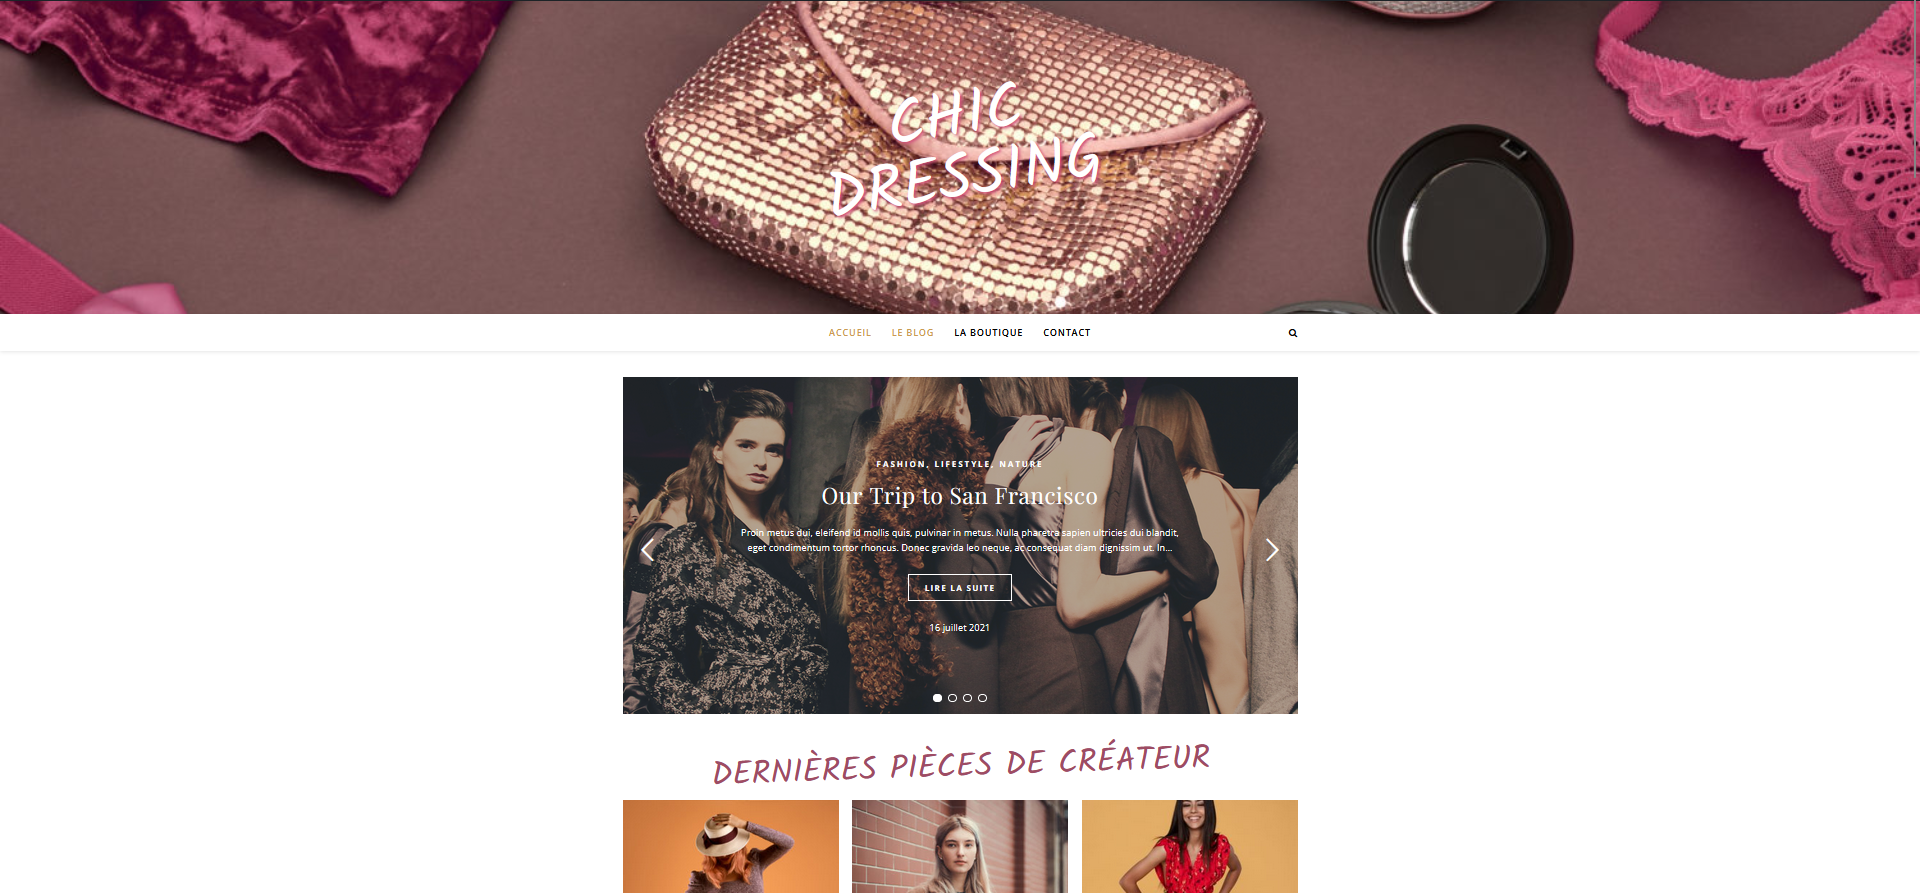 CHIC
DRESSING
ACCUEIL LE BLOG LA BOUTIQUE CONTACT
FASHION, LIFESTYLE, NATURE
Our Trip to San Francisco
Proin metus dui, eleifend id mollis quis, pulvinar in metus. Nulla pharetra sapien ultricies dui blandit,
eget condimentum tortor rhoncus. Donec gravida leo neque, ac consequat diam dignissim ut. In...
LIRE LA SUITE
16 juillet 2021
DERNIÈRES PIÈCES DE CRÉATEUR